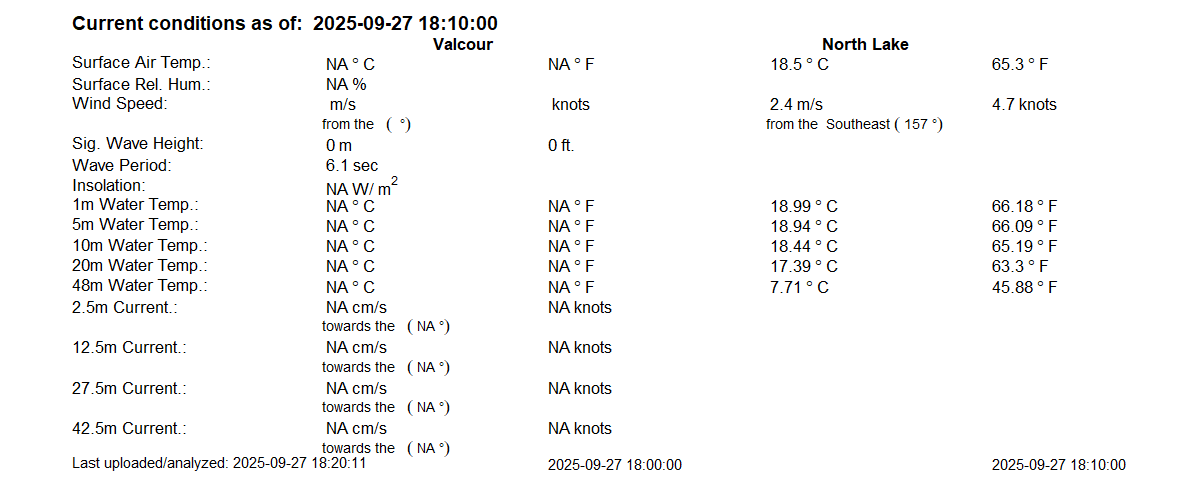 Current conditions as of: 2025-09-27 18:10:00
Valcour North Lake
Surface Air Temp.: NA ° C NA ° F 18.5 ° C 65.3 ° F
Surface Rel. Hum.: NA %
Wind Speed: m/s knots 2.4 m/s 4.7 knots
from the ( °) from the Southeast ( 157 °)
Sig. Wave Height: 0 m 0 ft.
Wave Period: 6.1 sec
Insolation: NA W/ m2
1m Water Temp.: NA ° C NA ° F 18.99 ° C 66.18 ° F
5m Water Temp.: NA ° C NA ° F 18.94 ° C 66.09 ° F
10m Water Temp.: NA ° C NA ° F 18.44 ° C 65.19 ° F
20m Water Temp.: NA ° C NA ° F 17.39 ° C 63.3 ° F
48m Water Temp.: NA ° C NA ° F 7.71 ° C 45.88 ° F
2.5m Current.: NA cm/s NA knots
towards the ( NA °)
12.5m Current.: NA cm/s NA knots
towards the ( NA °)
27.5m Current.: NA cm/s NA knots
towards the ( NA °)
42.5m Current.: NA cm/s NA knots
towards the ( NA °)
Last uploaded/analyzed: 2025-09-27 18:20:11 2025-09-27 18:00:00 2025-09-27 18:10:00